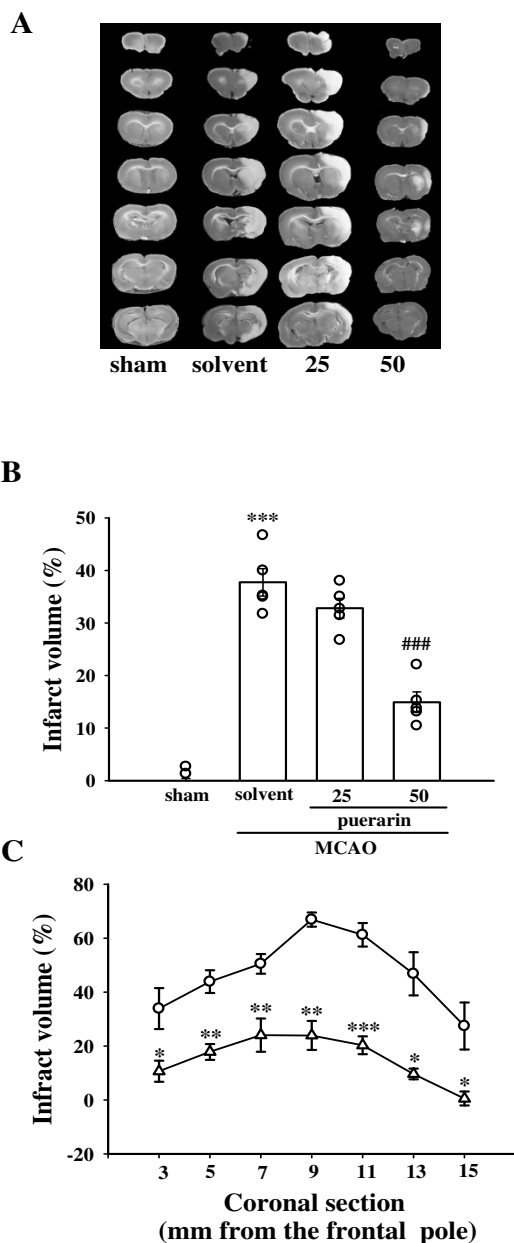 A
sham solvent 25 50
B
Infarct volume (%)
50
40
30
20
10
0
***
###
sham solvent 25 50
puerarin
MCAO
C
Infract volume (%)
80
60
40
20
0
-20
* ** ** ** *** * *
3 5 7 9 11 13 15
Coronal section
(mm from the frontal pole)